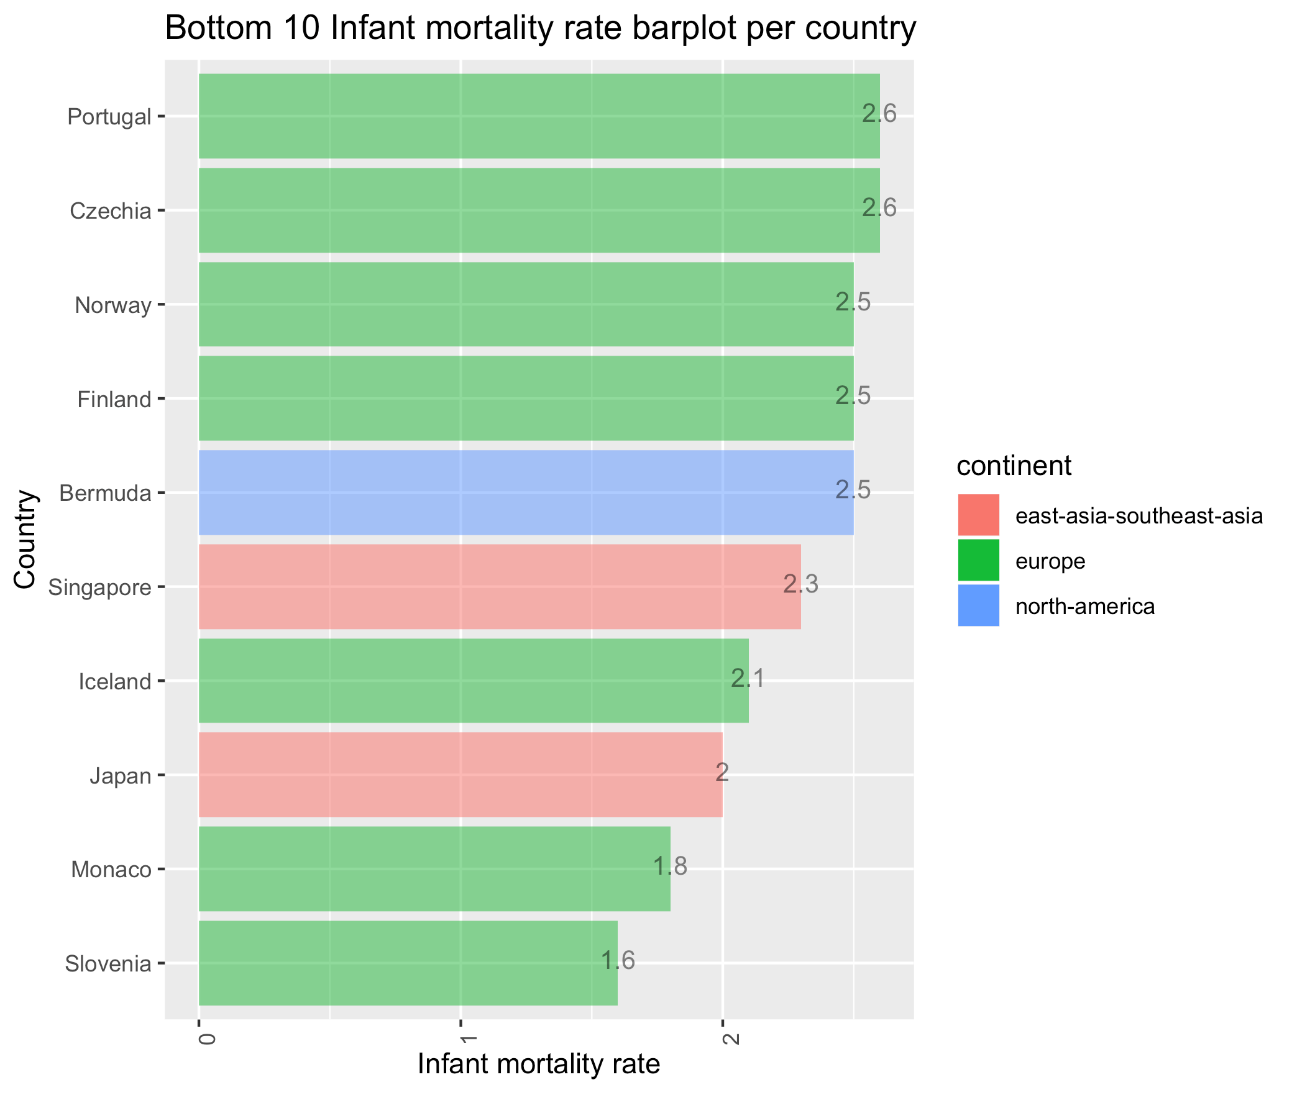 Bottom 10 Infant mortality rate barplot per country
Country
Portugal 2.6
Czechia 2.6
Norway 2.5
Finland 2.5
Bermuda 2.5
Singapore 2.3
Iceland 2.1
Japan 2
Monaco 1.8
Slovenia 1.6
0 1 2
Infant mortality rate
continent
east-asia-southeast-asia
europe
north-america